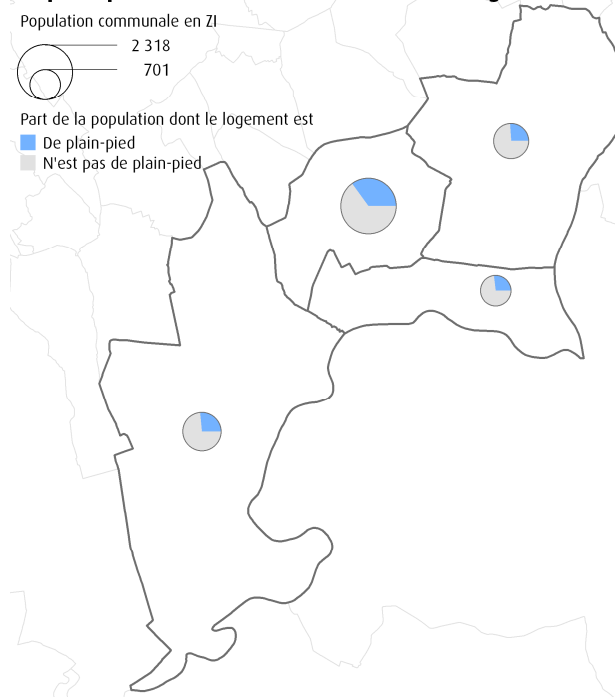 Population communale en ZI
2 318
701
Part de la population dont le logement est
De plain-pied
N'est pas de plain-pied